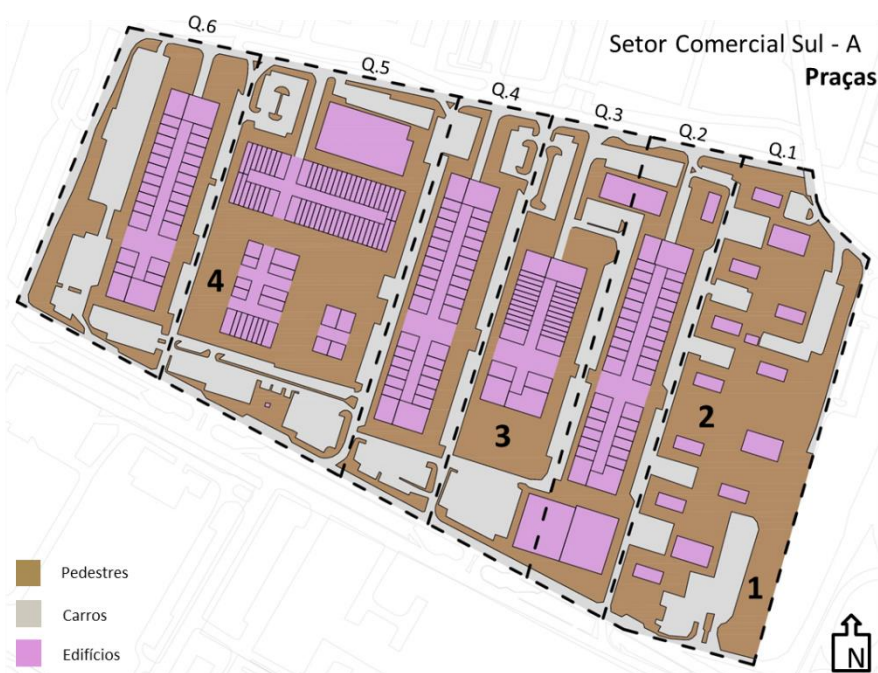 Setor Comercial Sul - A
Praças
Q.6
Q.5
Q.4
Q.3
Q.2
Q.1
4
3
2
1
Pedestres
Carros
Edifícios
N